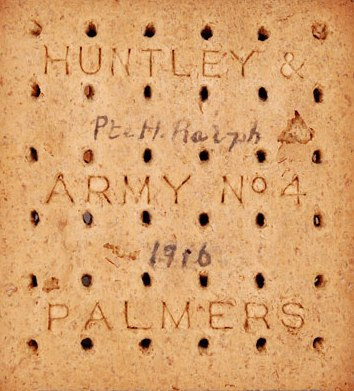 HUNTLEY &
Pte H. Ralph
ARMY No 4
1916
PALMERS